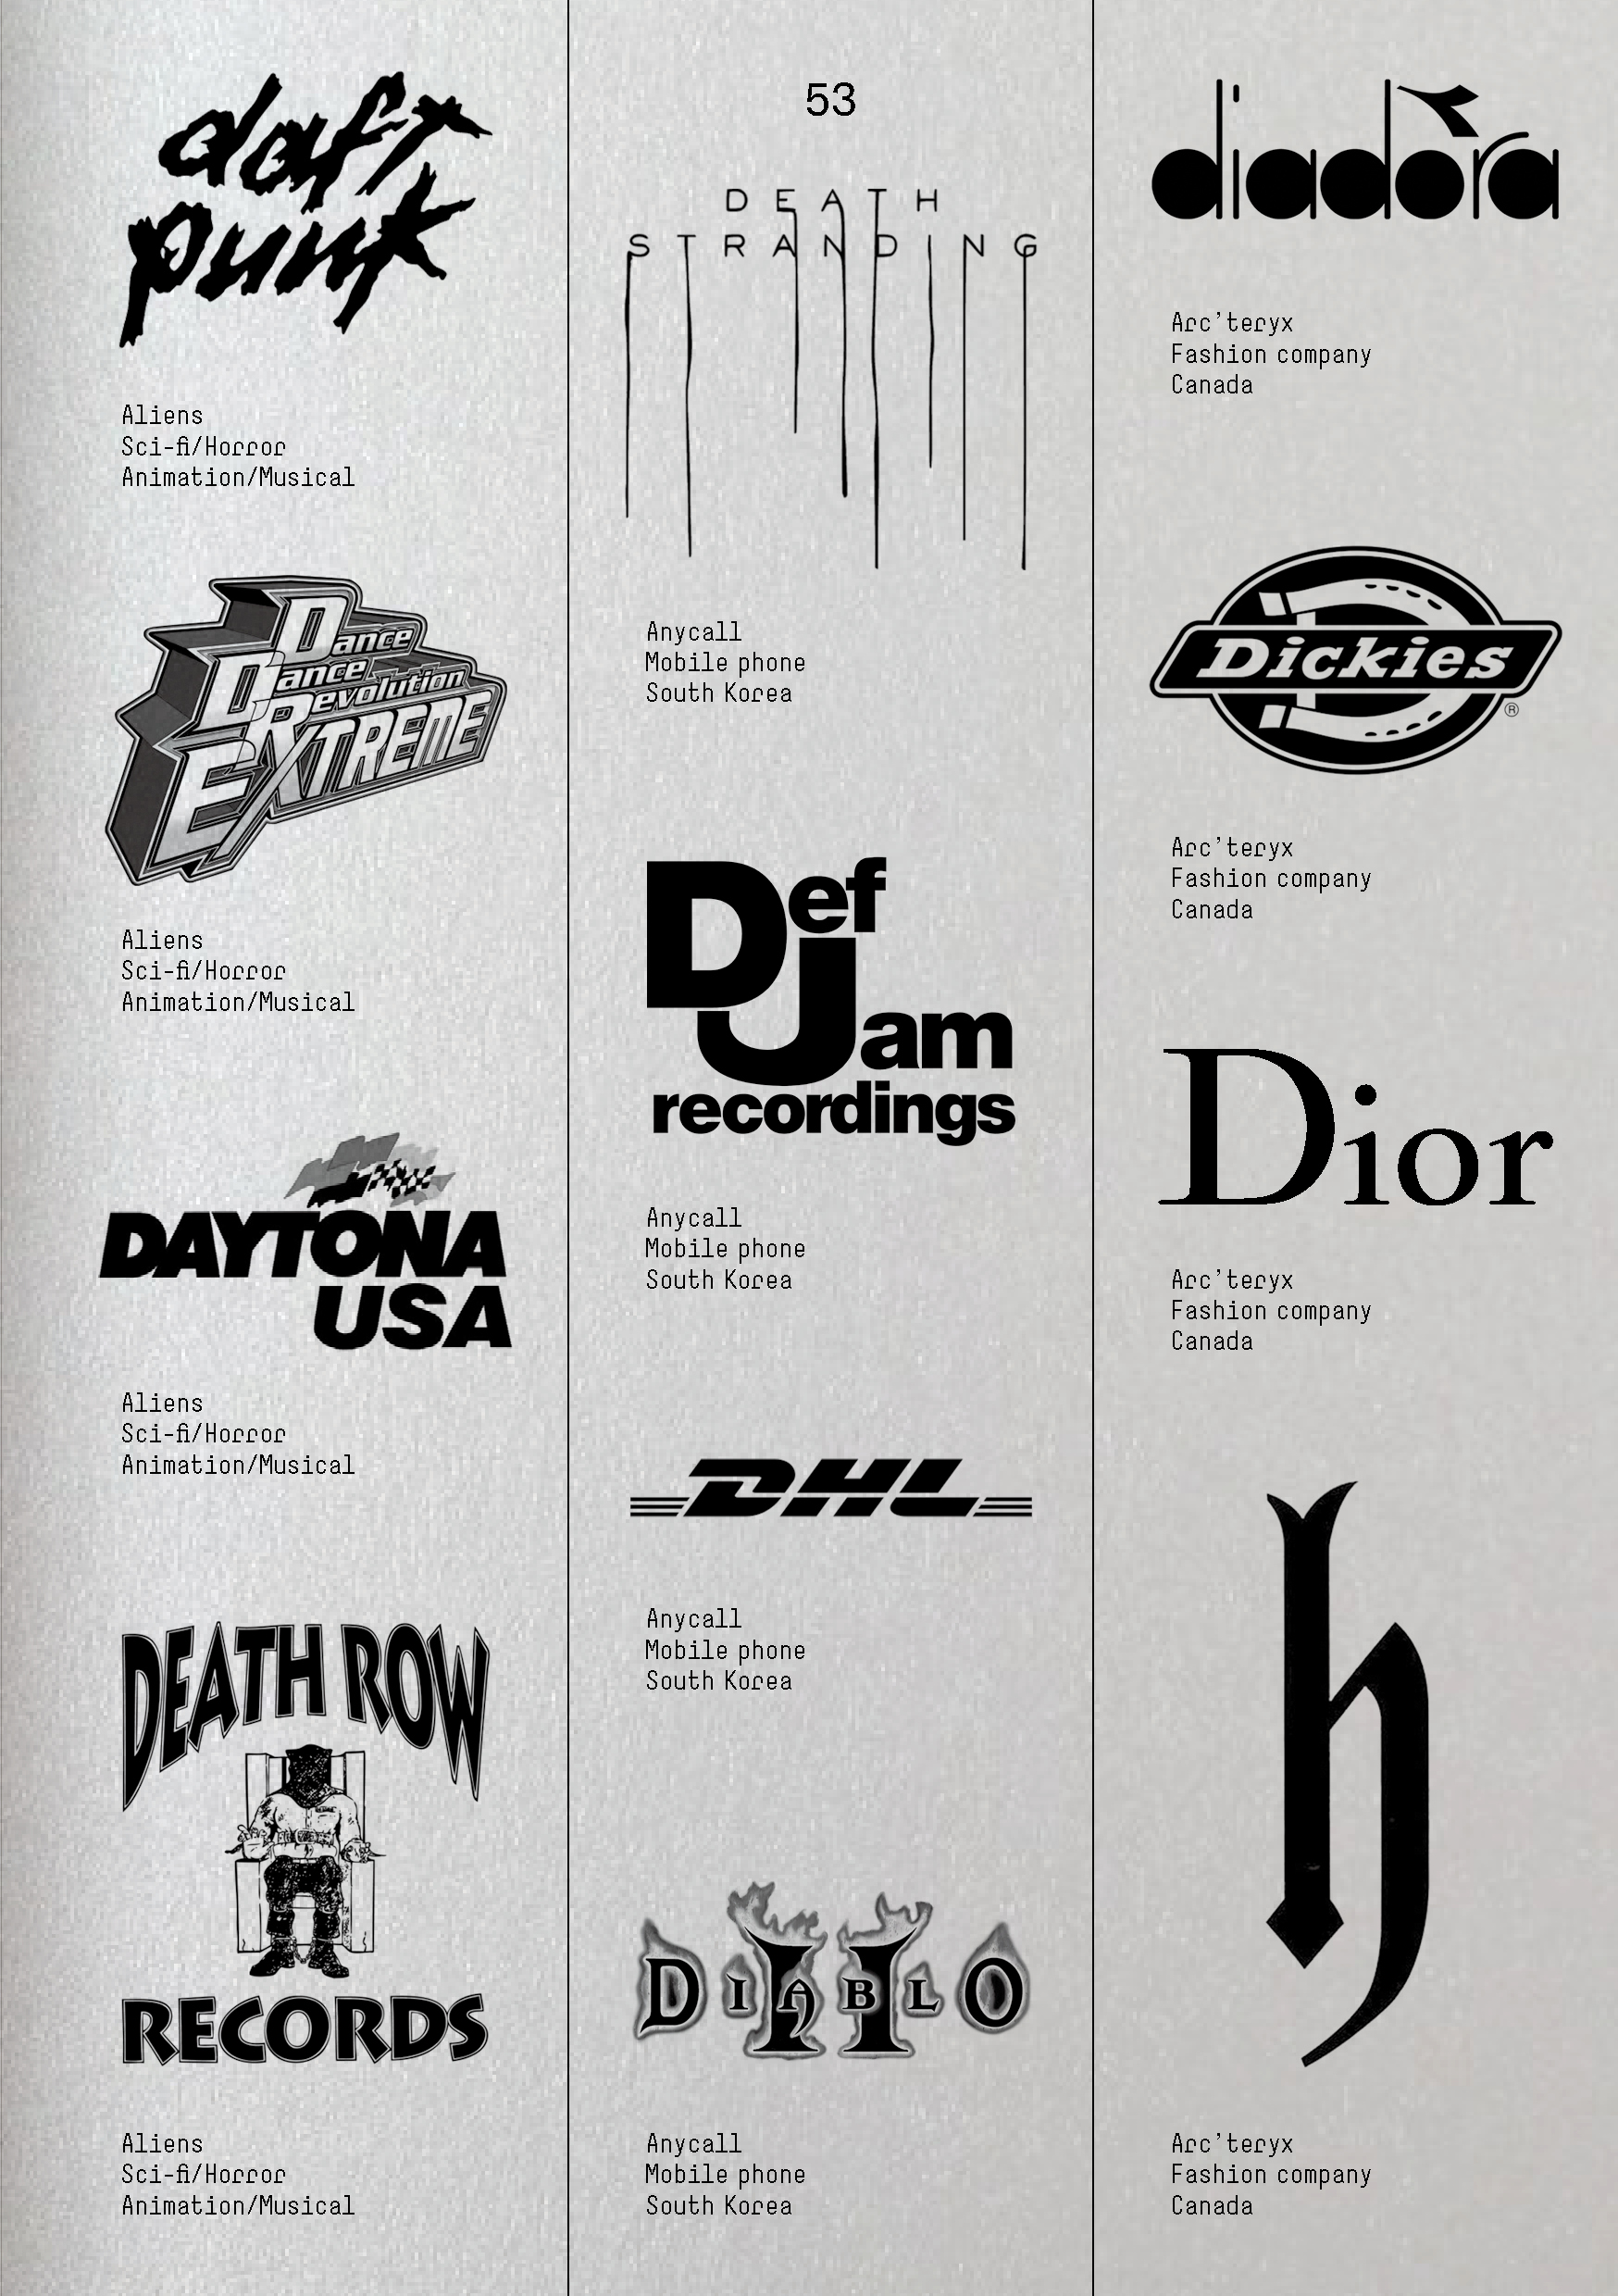 daft
punk
Aliens
Sci-fi/Horror
Animation/Musical
Dance
Dance
Revolution
EXTREME
Aliens
Sci-fi/Horror
Animation/Musical
DAYTONA
USA
Aliens
Sci-fi/Horror
Animation/Musical
DEATH ROW
RECORDS
Aliens
Sci-fi/Horror
Animation/Musical
53
DEATH
STRANDING
Anycall
Mobile phone
South Korea
Def
Jam
recordings
Anycall
Mobile phone
South Korea
DHL
Anycall
Mobile phone
South Korea
DIABLO
II
Anycall
Mobile phone
South Korea
diadora
Arc'teryx
Fashion company
Canada
Dickies
®
Arc'teryx
Fashion company
Canada
Dior
Arc'teryx
Fashion company
Canada
h
Arc'teryx
Fashion company
Canada